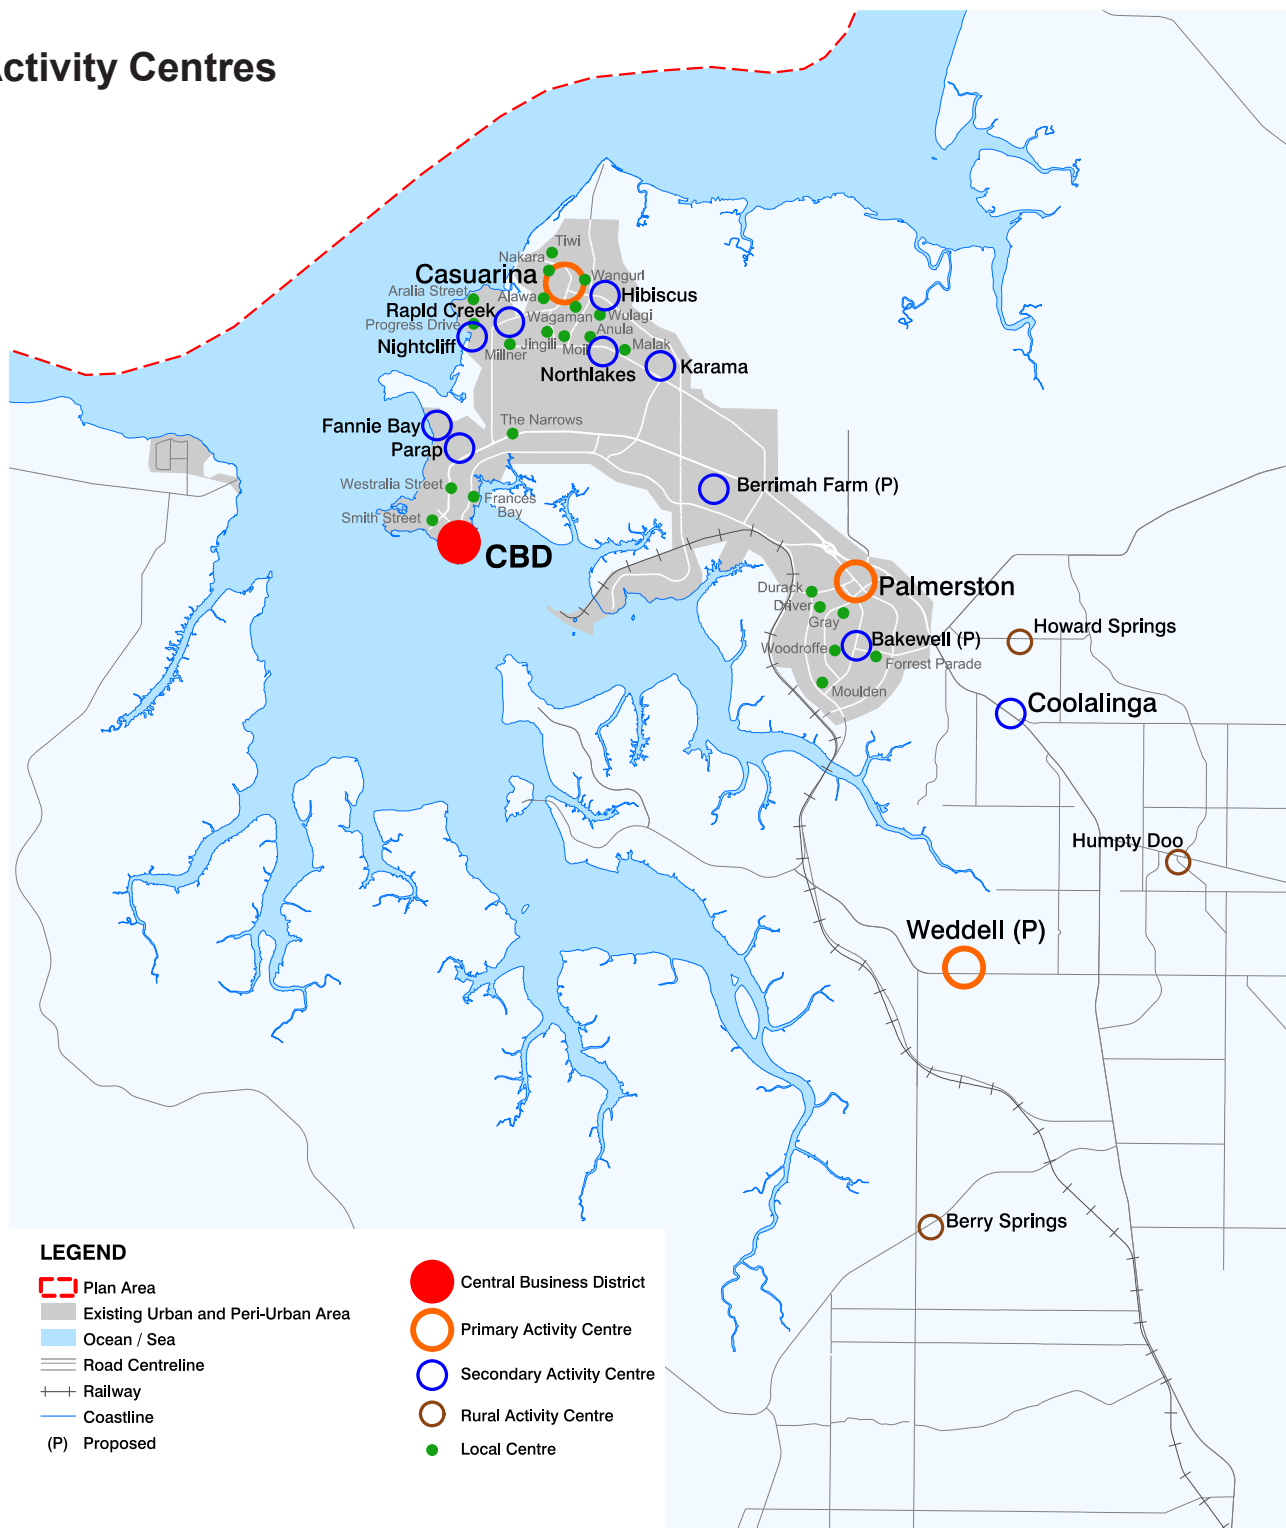 Activity Centres
Tiwi
Nakara
Casuarina
Wangurl
Aralia Street
Alawa
Hibiscus
Rapld Creek
Wagaman
Wulagi
Progress Drive
Anula
Nightcliff
Millner
Jingili
Moil
Malak
Northlakes
Karama
Fannie Bay
The Narrows
Parap
Westralia Street
Frances
Bay
Smith Street
CBD
Berrimah Farm (P)
Durack
Palmerston
Driver
Gray
Howard Springs
Bakewell (P)
Woodroffe
Forrest Parade
Moulden
Coolalinga
Humpty Doo
Weddell (P)
Berry Springs
LEGEND
Plan Area
Existing Urban and Peri-Urban Area
Ocean / Sea
Road Centreline
Railway
Coastline
(P) Proposed
Central Business District
Primary Activity Centre
Secondary Activity Centre
Rural Activity Centre
Local Centre